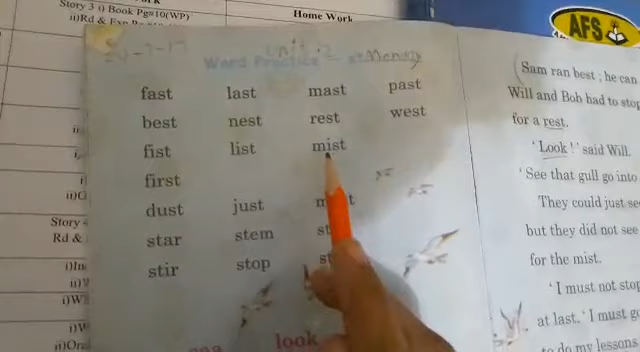 Story 3 i) Book Pg#10(WP)
Home Work
AFS
Word Practice
Monday
fast last mast past
best nest rest west
fist list mist
first
dust just
star stem
stir stop
look
Sam ran best ; he can
Will and Bob had to stop
for a rest.
‘ Look !’ said Will.
‘ See that gull go into
They could just see
but they did not see
for the mist.
‘ I must not stop
at last. ’ I must go
to do my lessons
Story
Rd &